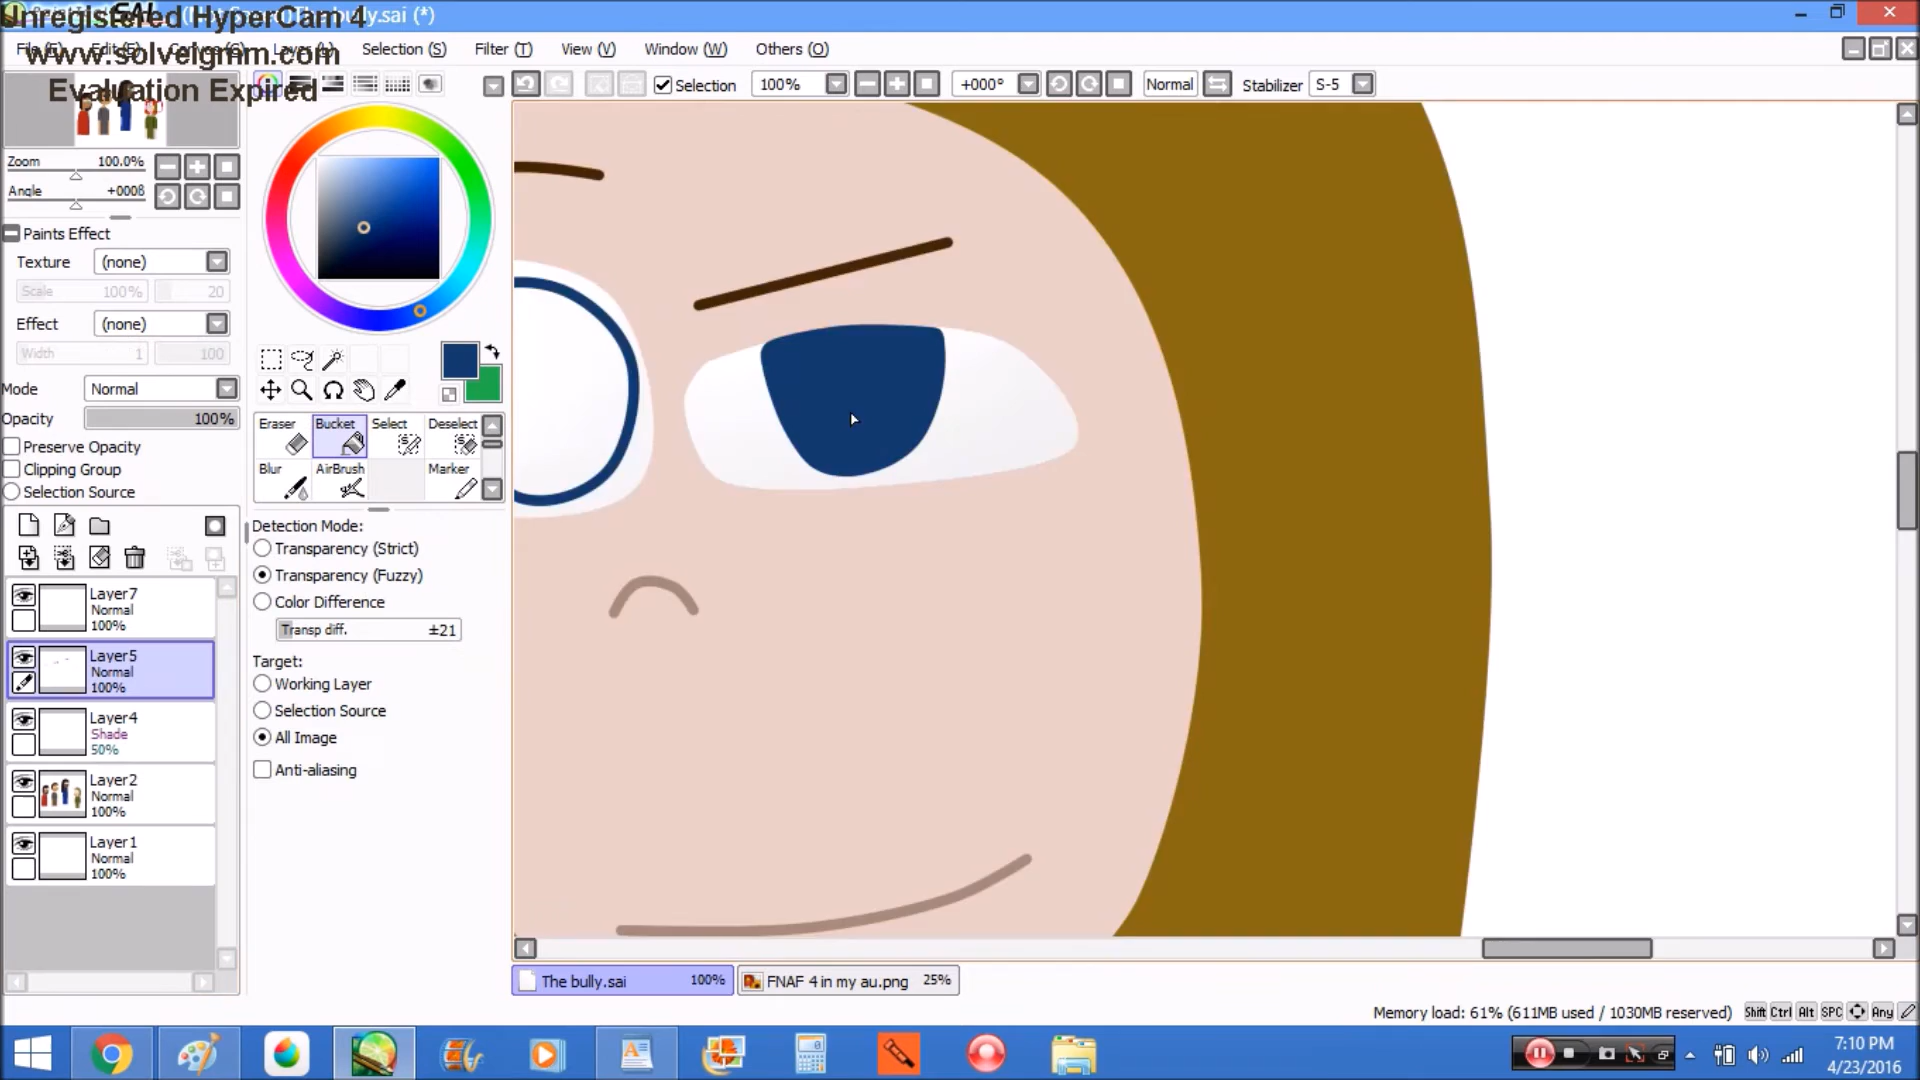 Unregistered HyperCam 4
www.solveigmm.com
Evaluation Expired
bully.sai (*)
Selection (S)
Filter (T)
View (V)
Window (W)
Others (O)
Selection
100%
+000°
Normal
Stabilizer
S-5
Zoom
100.0%
Angle
+000ß
Paints Effect
Texture
(none)
Scale
100%
20
Effect
(none)
Width
1
100
Mode
Normal
Opacity
100%
Preserve Opacity
Clipping Group
Selection Source
Eraser
Bucket
Select
Deselect
Blur
AirBrush
Marker
Detection Mode:
Transparency (Strict)
Transparency (Fuzzy)
Color Difference
Transp diff.
±21
Target:
Working Layer
Selection Source
All Image
Anti-aliasing
Layer7
Normal
100%
Layer5
Normal
100%
Layer4
Shade
50%
Layer2
Normal
100%
Layer1
Normal
100%
The bully.sai
100%
FNAF 4 in my au.png
25%
Memory load: 61% (611MB used / 1030MB reserved)
Shift Ctrl Alt SPC Any
7:10 PM
4/23/2016